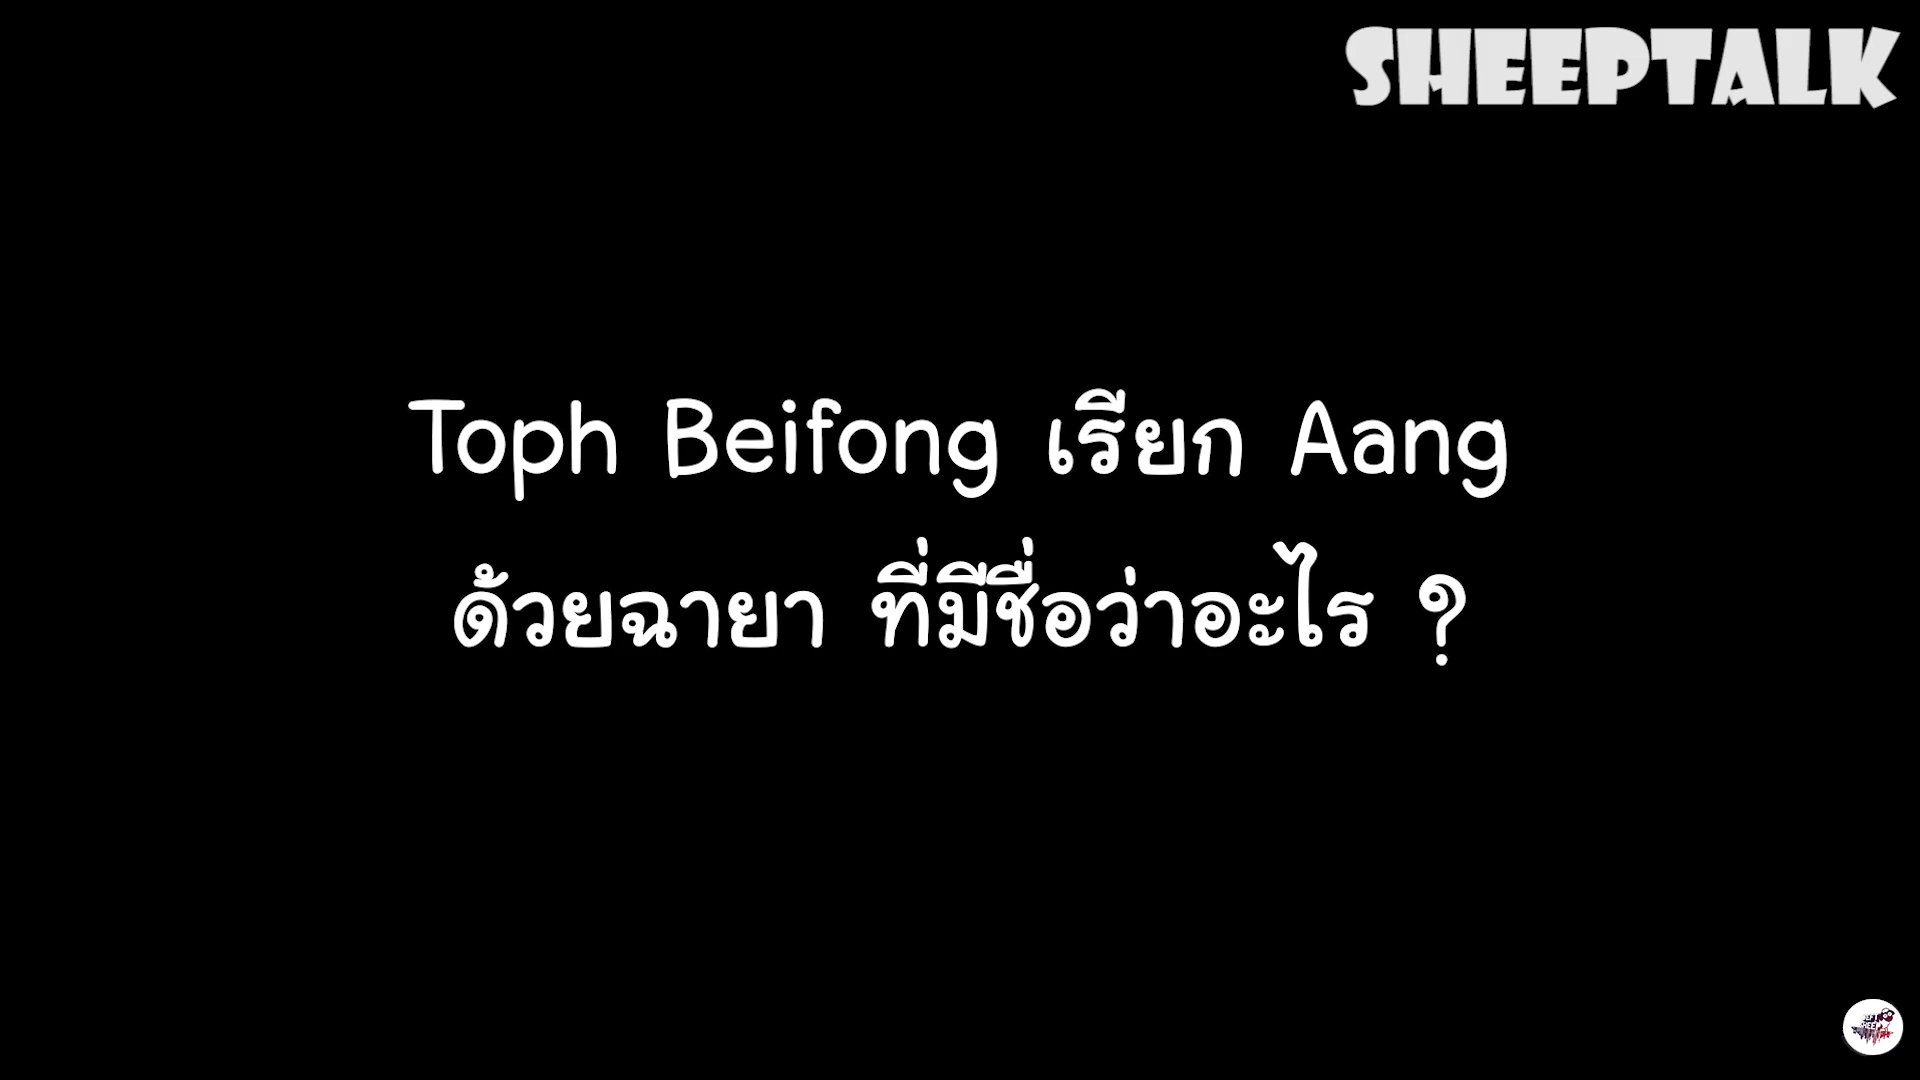 SHEEPTALK
Toph Beifong เรียก Aang
ด้วยฉายา ที่มีชื่อว่าอะไร ?